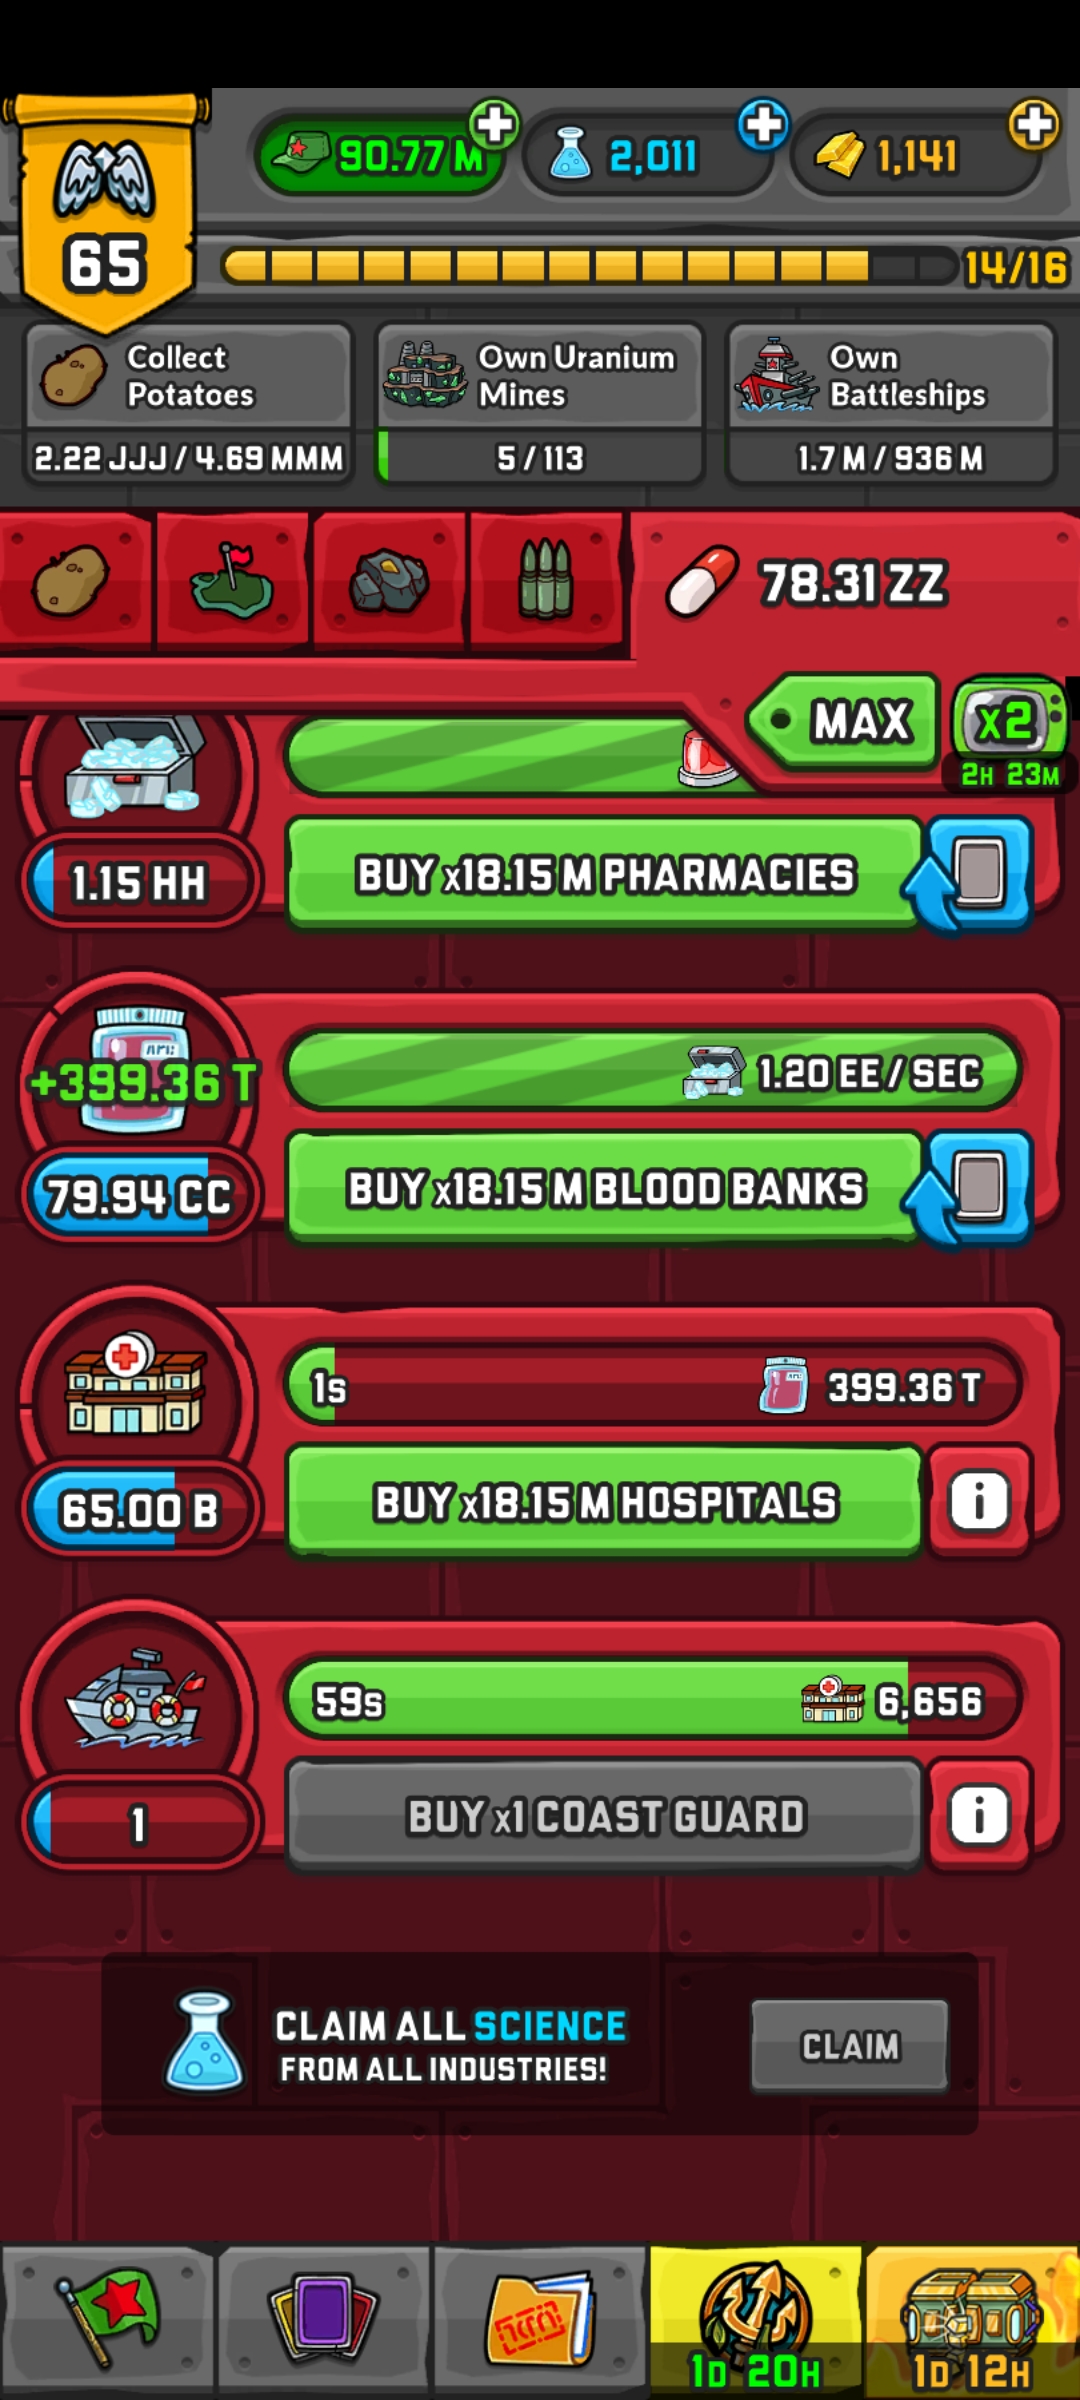 90.77 M
2,011
1,141
65
14/16
Collect
Potatoes
2.22 JJJ / 4.69 MMM
Own Uranium
Mines
5 / 113
Own
Battleships
1.7 M / 936 M
78.31 ZZ
MAX
x2
2H 23M
1.15 HH
BUY x18.15 M PHARMACIES
+399.36 T
1.20 EE / SEC
79.94 CC
BUY x18.15 M BLOOD BANKS
1s
399.36 T
65.00 B
BUY x18.15 M HOSPITALS
i
59s
6,656
1
BUY x1 COAST GUARD
i
CLAIM ALL SCIENCE
FROM ALL INDUSTRIES!
CLAIM
1D 20H
1D 12H